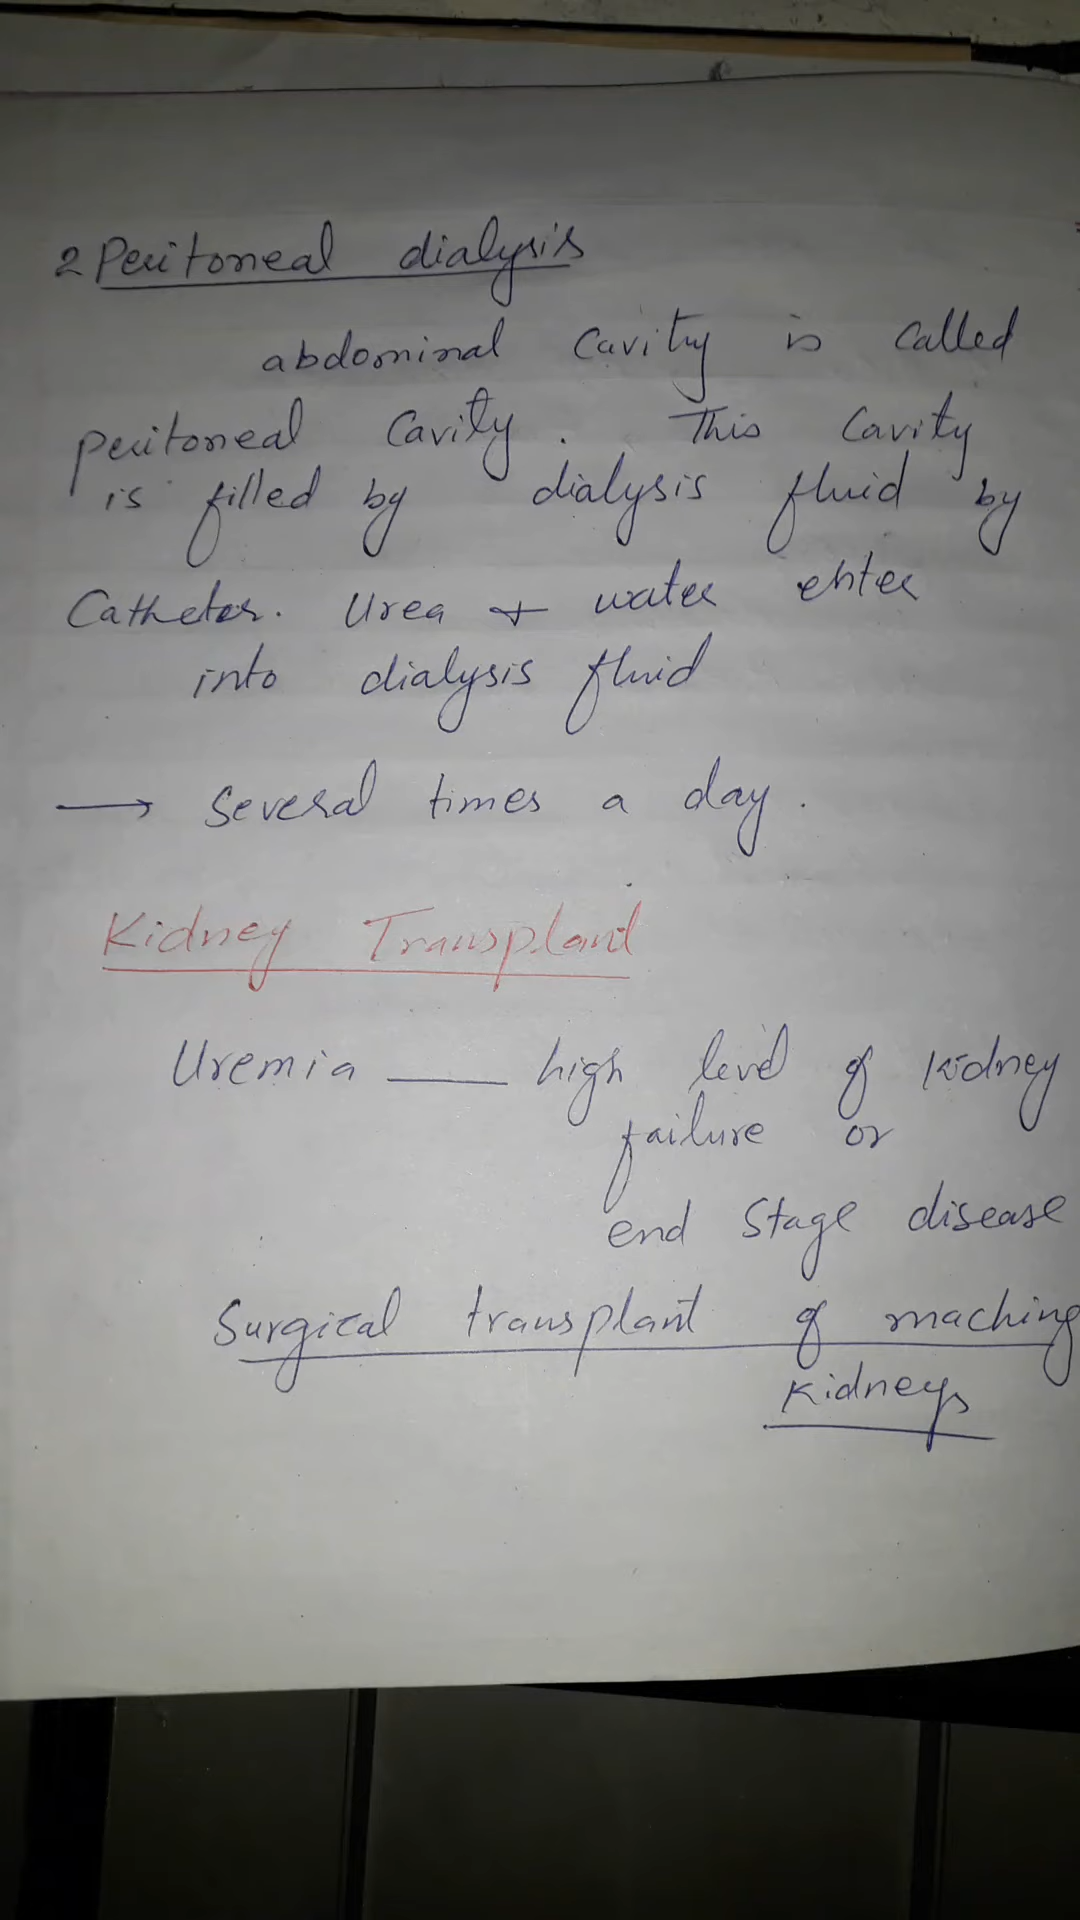 2 Peritoneal dialysis
abdominal Cavitry is Called
peritoneal Cavity. This Cavity
is filled by dialysis fluid by
Catheter. Urea + water enter
into dialysis fluid
→ Several times a day.
Kidney Transplant
Uremia — high level of Kidney
failure or
end Stage disease
Surgical transplant of maching
Kidneys